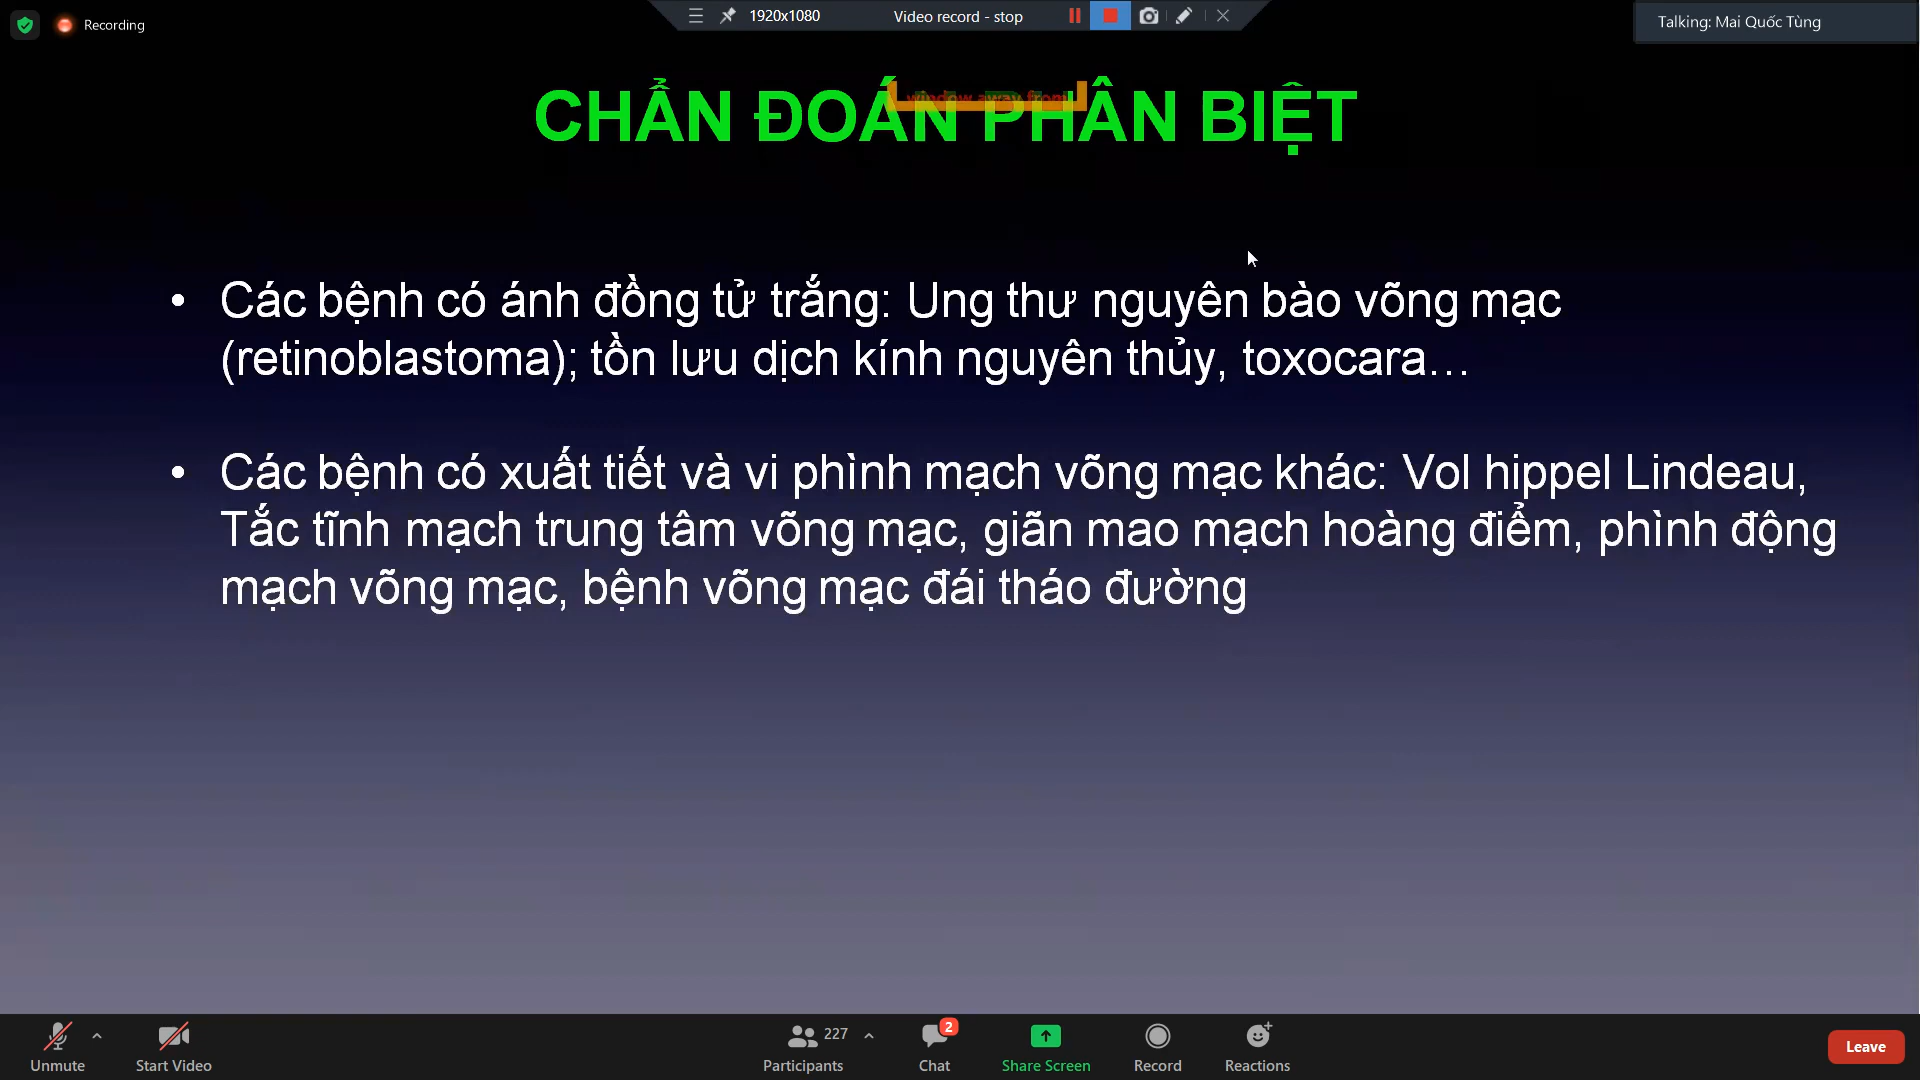 Recording
1920x1080
Video record - stop
Talking: Mai Quốc Tùng
CHẨN ĐOÁN PHÂN BIỆT
window away from
• Các bệnh có ánh đồng tử trắng: Ung thư nguyên bào võng mạc
(retinoblastoma); tồn lưu dịch kính nguyên thủy, toxocara…
• Các bệnh có xuất tiết và vi phình mạch võng mạc khác: Vol hippel Lindeau,
Tắc tĩnh mạch trung tâm võng mạc, giãn mao mạch hoàng điểm, phình động
mạch võng mạc, bệnh võng mạc đái tháo đường
Unmute
Start Video
227
Participants
2
Chat
Share Screen
Record
Reactions
Leave